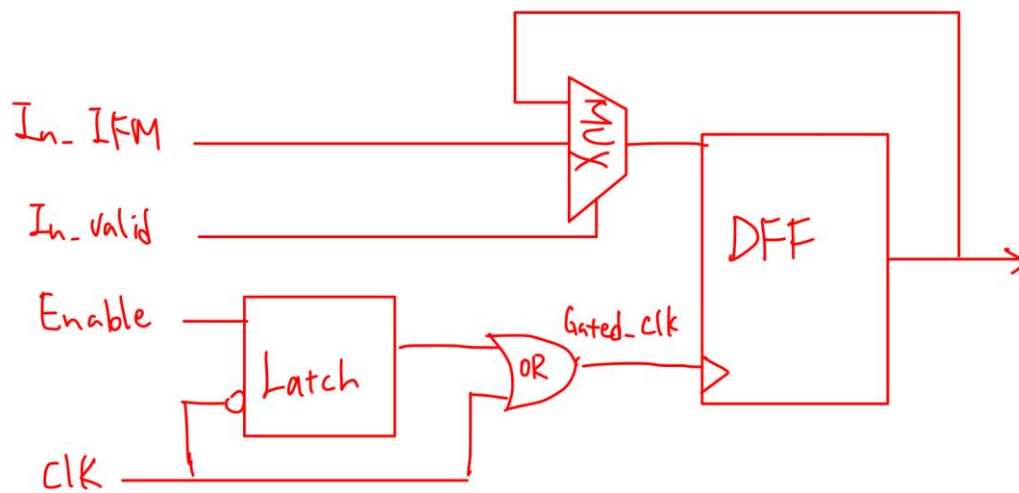 In_IFM
MUX
In_valid
DFF
Enable
Latch
OR
Gated_clk
ClK